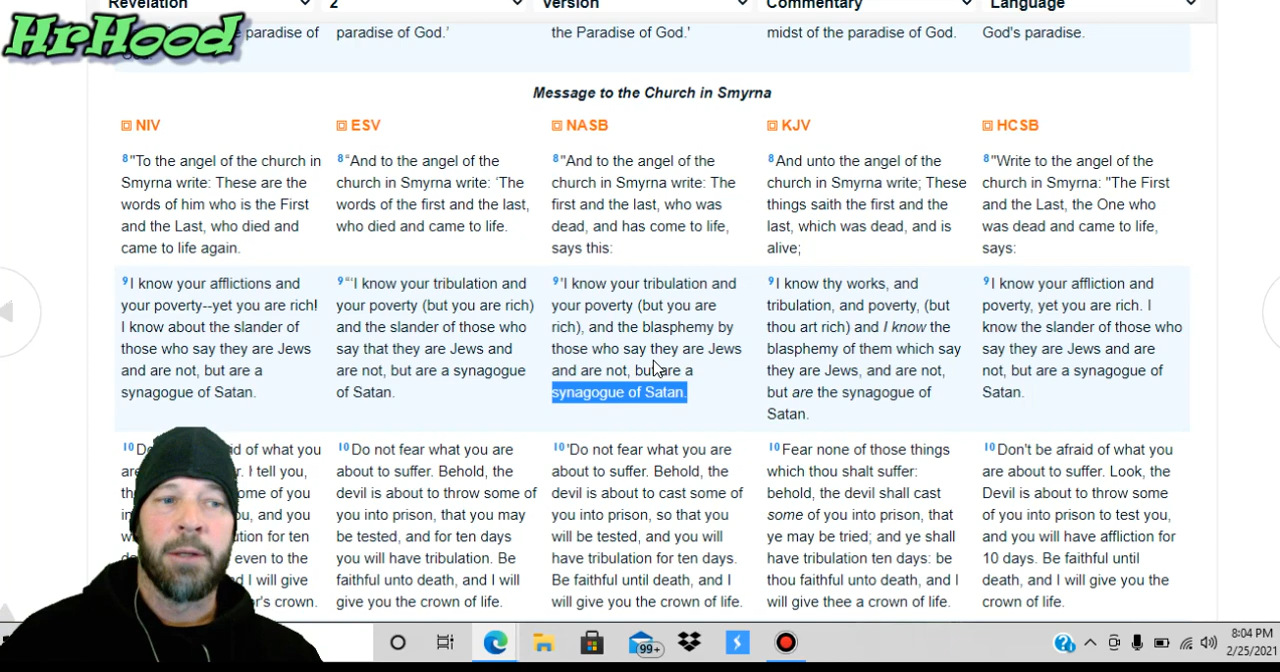 Revelation 2 Version Commentary Language
HrHood
paradise of
paradise of God.'
the Paradise of God.'
midst of the paradise of God.
God's paradise.
Message to the Church in Smyrna
NIV
8"To the angel of the church in
Smyrna write: These are the
words of him who is the First
and the Last, who died and
came to life again.
9I know your afflictions and
your poverty--yet you are rich!
I know about the slander of
those who say they are Jews
and are not, but are a
synagogue of Satan.
10 of what you
I tell you,
ome of you
ou, and you
ution for ten
even to the
d I will give
or's crown.
ESV
8“And to the angel of the
church in Smyrna write: ‘The
words of the first and the last,
who died and came to life.
9“‘I know your tribulation and
your poverty (but you are rich)
and the slander of those who
say that they are Jews and
are not, but are a synagogue
of Satan.
10Do not fear what you are
about to suffer. Behold, the
devil is about to throw some of
you into prison, that you may
be tested, and for ten days
you will have tribulation. Be
faithful unto death, and I will
give you the crown of life.
NASB
8"And to the angel of the
church in Smyrna write: The
first and the last, who was
dead, and has come to life,
says this:
9'I know your tribulation and
your poverty (but you are
rich), and the blasphemy by
those who say they are Jews
and are not, but are a
synagogue of Satan.
10'Do not fear what you are
about to suffer. Behold, the
devil is about to cast some of
you into prison, so that you
will be tested, and you will
have tribulation for ten days.
Be faithful until death, and I
will give you the crown of life.
KJV
8And unto the angel of the
church in Smyrna write; These
things saith the first and the
last, which was dead, and is
alive;
9I know thy works, and
tribulation, and poverty, (but
thou art rich) and I know the
blasphemy of them which say
they are Jews, and are not,
but are the synagogue of
Satan.
10Fear none of those things
which thou shalt suffer:
behold, the devil shall cast
some of you into prison, that
ye may be tried; and ye shall
have tribulation ten days: be
thou faithful unto death, and I
will give thee a crown of life.
HCSB
8"Write to the angel of the
church in Smyrna: "The First
and the Last, the One who
was dead and came to life,
says:
9I know your affliction and
poverty, yet you are rich. I
know the slander of those who
say they are Jews and are
not, but are a synagogue of
Satan.
10Don't be afraid of what you
are about to suffer. Look, the
Devil is about to throw some
of you into prison to test you,
and you will have affliction for
10 days. Be faithful until
death, and I will give you the
crown of life.
99+
8:04 PM
2/25/2021